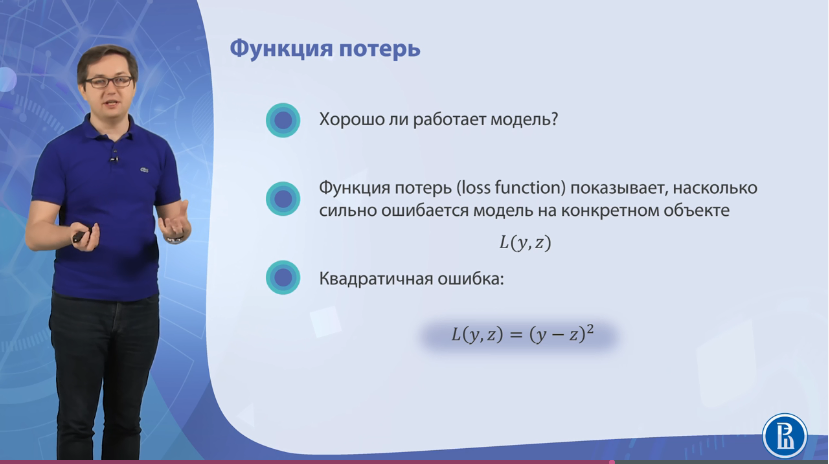 Функция потерь
Хорошо ли работает модель?
Функция потерь (loss function) показывает, насколько
сильно ошибается модель на конкретном объекте
L(y, z)
Квадратичная ошибка:
L(y, z) = (y − z)²